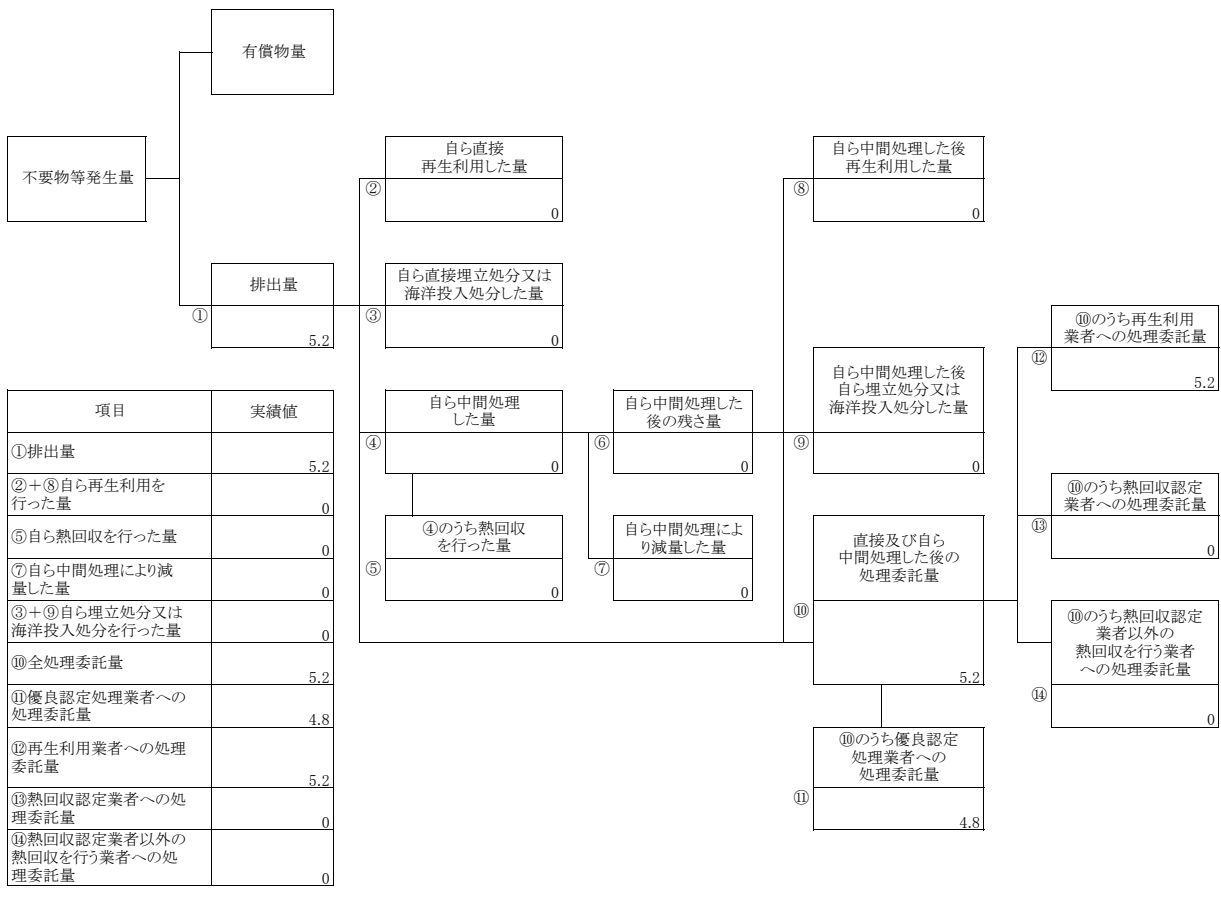 有償物量
不要物等発生量
排出量
①
5.2
自ら直接
再生利用した量
②
0
自ら直接埋立処分又は
海洋投入処分した量
③
0
自ら中間処理
した量
④
0
④のうち熱回収
を行った量
⑤
0
自ら中間処理した
後の残さ量
⑥
0
自ら中間処理によ
り減量した量
⑦
0
自ら中間処理した後
再生利用した量
⑧
0
自ら中間処理した後
自ら埋立処分又は
海洋投入処分した量
⑨
0
直接及び自ら
中間処理した後の
処理委託量
⑩
5.2
⑩のうち優良認定
処理業者への
処理委託量
⑪
4.8
⑩のうち再生利用
業者への処理委託量
⑫
5.2
⑩のうち熱回収認定
業者への処理委託量
⑬
0
⑩のうち熱回収認定
業者以外の
熱回収を行う業者
への処理委託量
⑭
0
項目 実績値
①排出量
5.2
②+⑧自ら再生利用を
行った量
0
⑤自ら熱回収を行った量
0
⑦自ら中間処理により減
量した量
0
③+⑨自ら埋立処分又は
海洋投入処分を行った量
0
⑩全処理委託量
5.2
⑪優良認定処理業者への
処理委託量
4.8
⑫再生利用業者への処理
委託量
5.2
⑬熱回収認定業者への処
理委託量
0
⑭熱回収認定業者以外の
熱回収を行う業者への処
理委託量
0